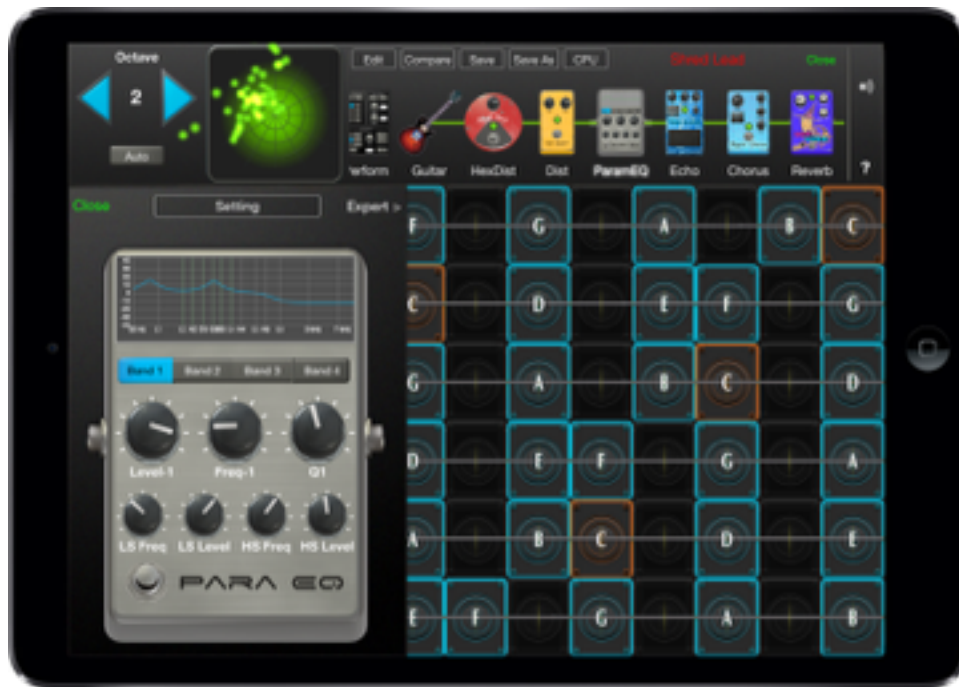 Octave
2
Auto
Edit Compare Save Save As CPU Shred Lead Close
Guitar HexDist Dist ParamEQ Echo Chorus Reverb ?
Close Setting Expert >
Band 1 Band 2 Band 3 Band 4
Level-1 Freq-1 Q1
LS Freq LS Level HS Freq HS Level
PARA EQ
F G A B C
C D E F G
G A B C D
D E F G A
A B C D E
E F G A B